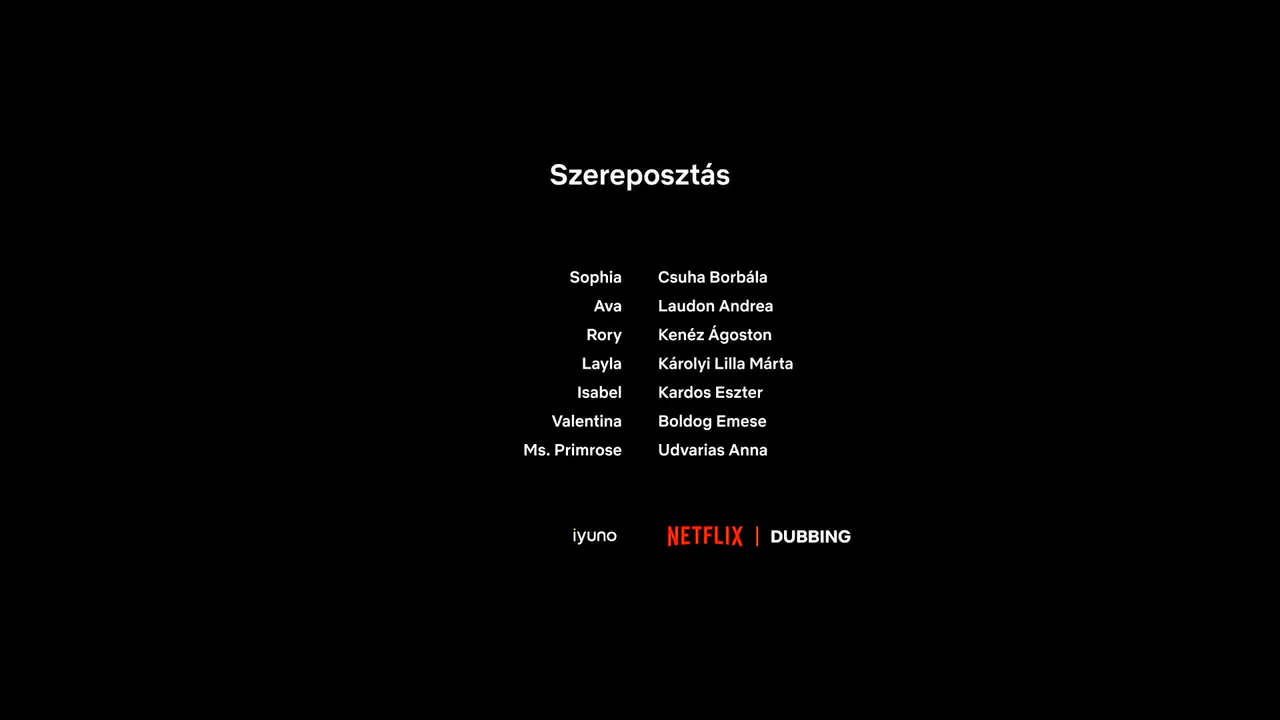 Szereposztás
Sophia Csuha Borbála
Ava Laudon Andrea
Rory Kenéz Ágoston
Layla Károlyi Lilla Márta
Isabel Kardos Eszter
Valentina Boldog Emese
Ms. Primrose Udvarias Anna
iyuno NETFLIX | DUBBING